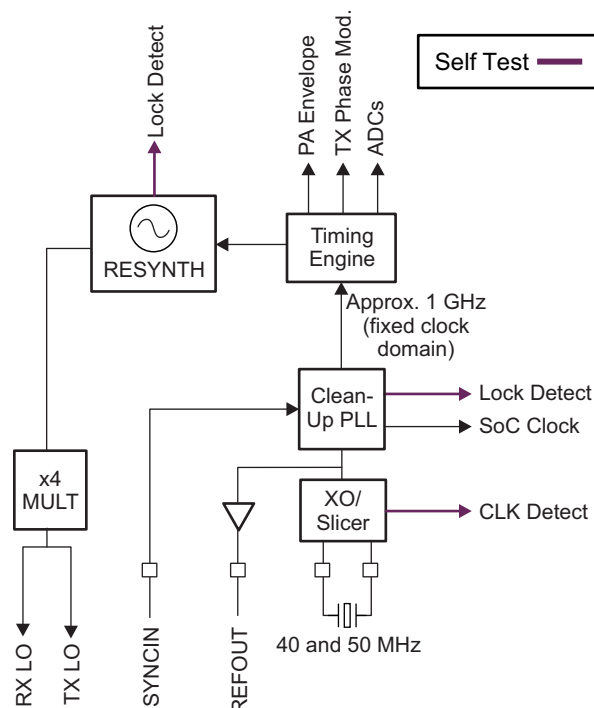 Self Test
Lock Detect
PA Envelope
TX Phase Mod.
ADCs
RESYNTH
Timing
Engine
Approx. 1 GHz
(fixed clock
domain)
Clean-
Up PLL
Lock Detect
SoC Clock
x4
MULT
XO/
Slicer
CLK Detect
40 and 50 MHz
RX LO
TX LO
SYNCIN
REFOUT